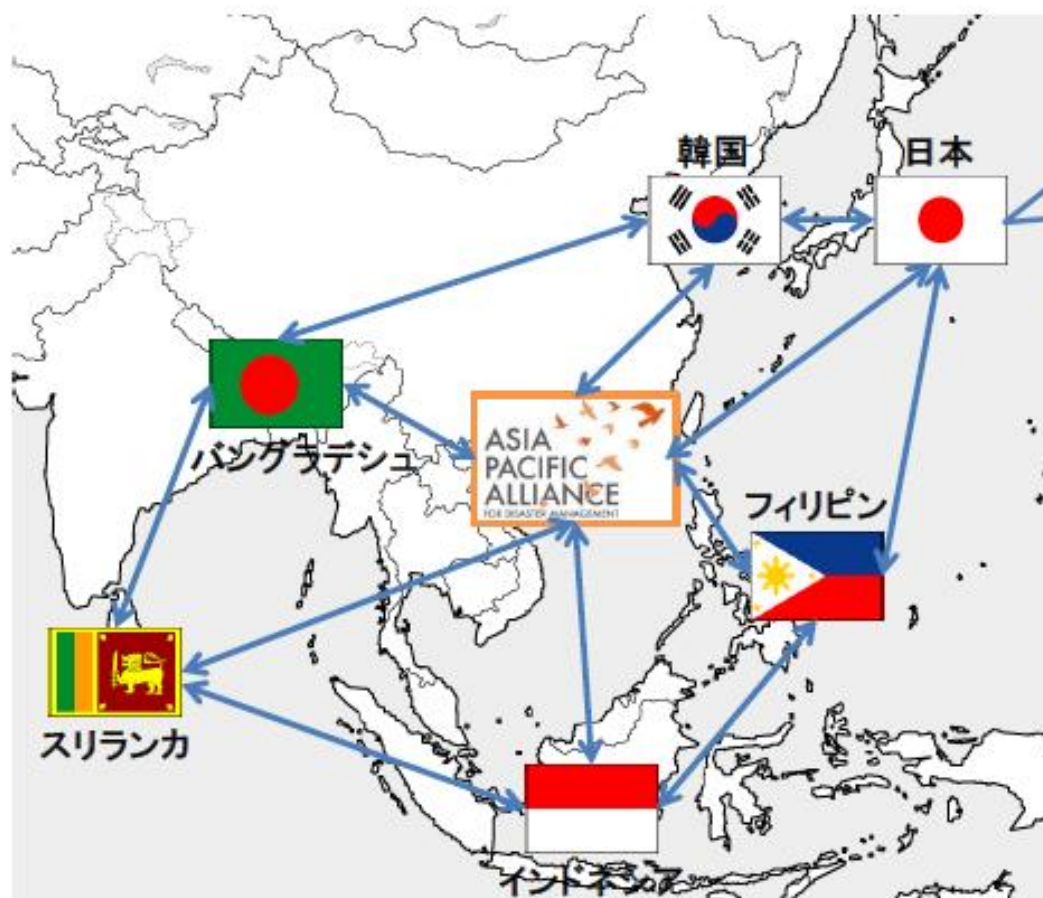 韓国
日本
バングラデシュ
ASIA
PACIFIC
ALLIANCE
FOR DISASTER MANAGEMENT
フィリピン
スリランカ
インドネシア